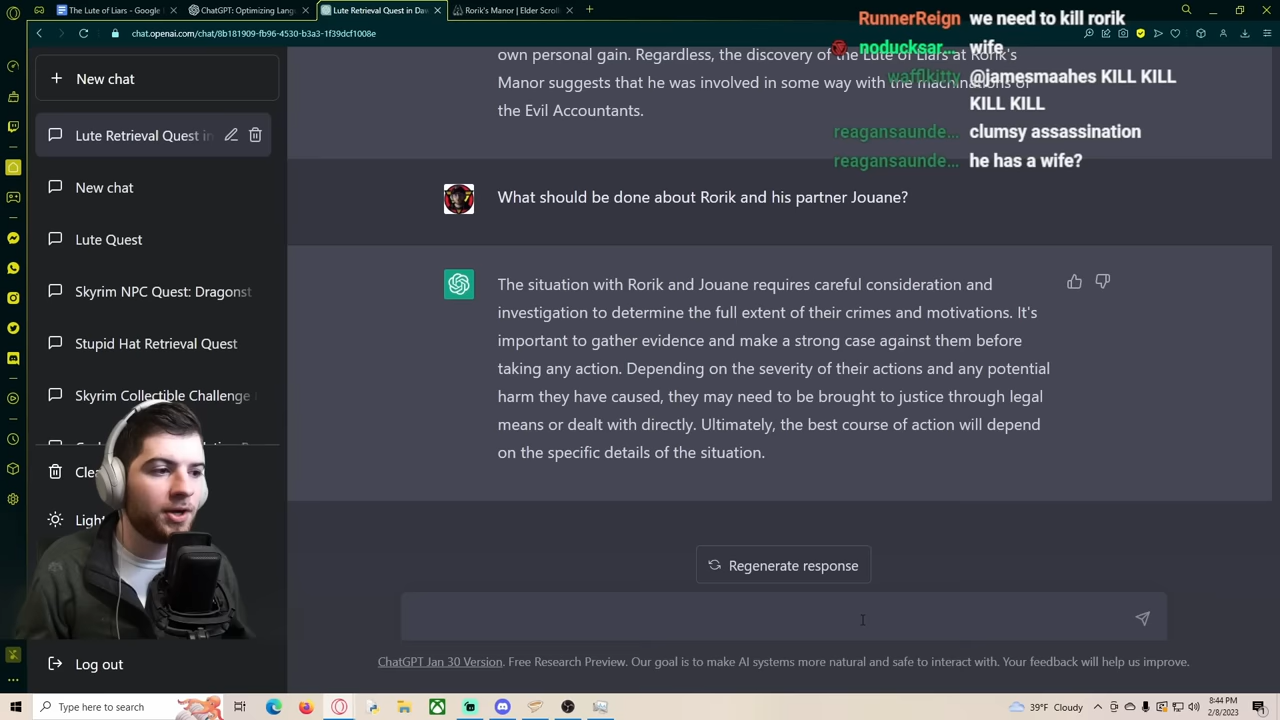 The Lute of Liars - Google
ChatGPT: Optimizing Lang
Lute Retrieval Quest in Daw
Rorik's Manor | Elder Scroll
chat.openai.com/chat/8b181909-fb96-4530-b3a3-1f39dcf1008e
RunnerReign we need to kill rorik
noducksar... wife
wafflkitty @jamesmaahes KILL KILL
KILL KILL
reagansaunde... clumsy assassination
reagansaunde... he has a wife?
New chat
Lute Retrieval Quest in
New chat
Lute Quest
Skyrim NPC Quest: Dragonst
Stupid Hat Retrieval Quest
Skyrim Collectible Challenge
Clea
Light
Log out
own personal gain. Regardless, the discovery of the Lute of Liars at Rorik's
Manor suggests that he was involved in some way with the machinations of
the Evil Accountants.
What should be done about Rorik and his partner Jouane?
The situation with Rorik and Jouane requires careful consideration and
investigation to determine the full extent of their crimes and motivations. It's
important to gather evidence and make a strong case against them before
taking any action. Depending on the severity of their actions and any potential
harm they have caused, they may need to be brought to justice through legal
means or dealt with directly. Ultimately, the best course of action will depend
on the specific details of the situation.
Regenerate response
ChatGPT Jan 30 Version. Free Research Preview. Our goal is to make AI systems more natural and safe to interact with. Your feedback will help us improve.
Type here to search
39°F Cloudy
8:44 PM
2/8/2023